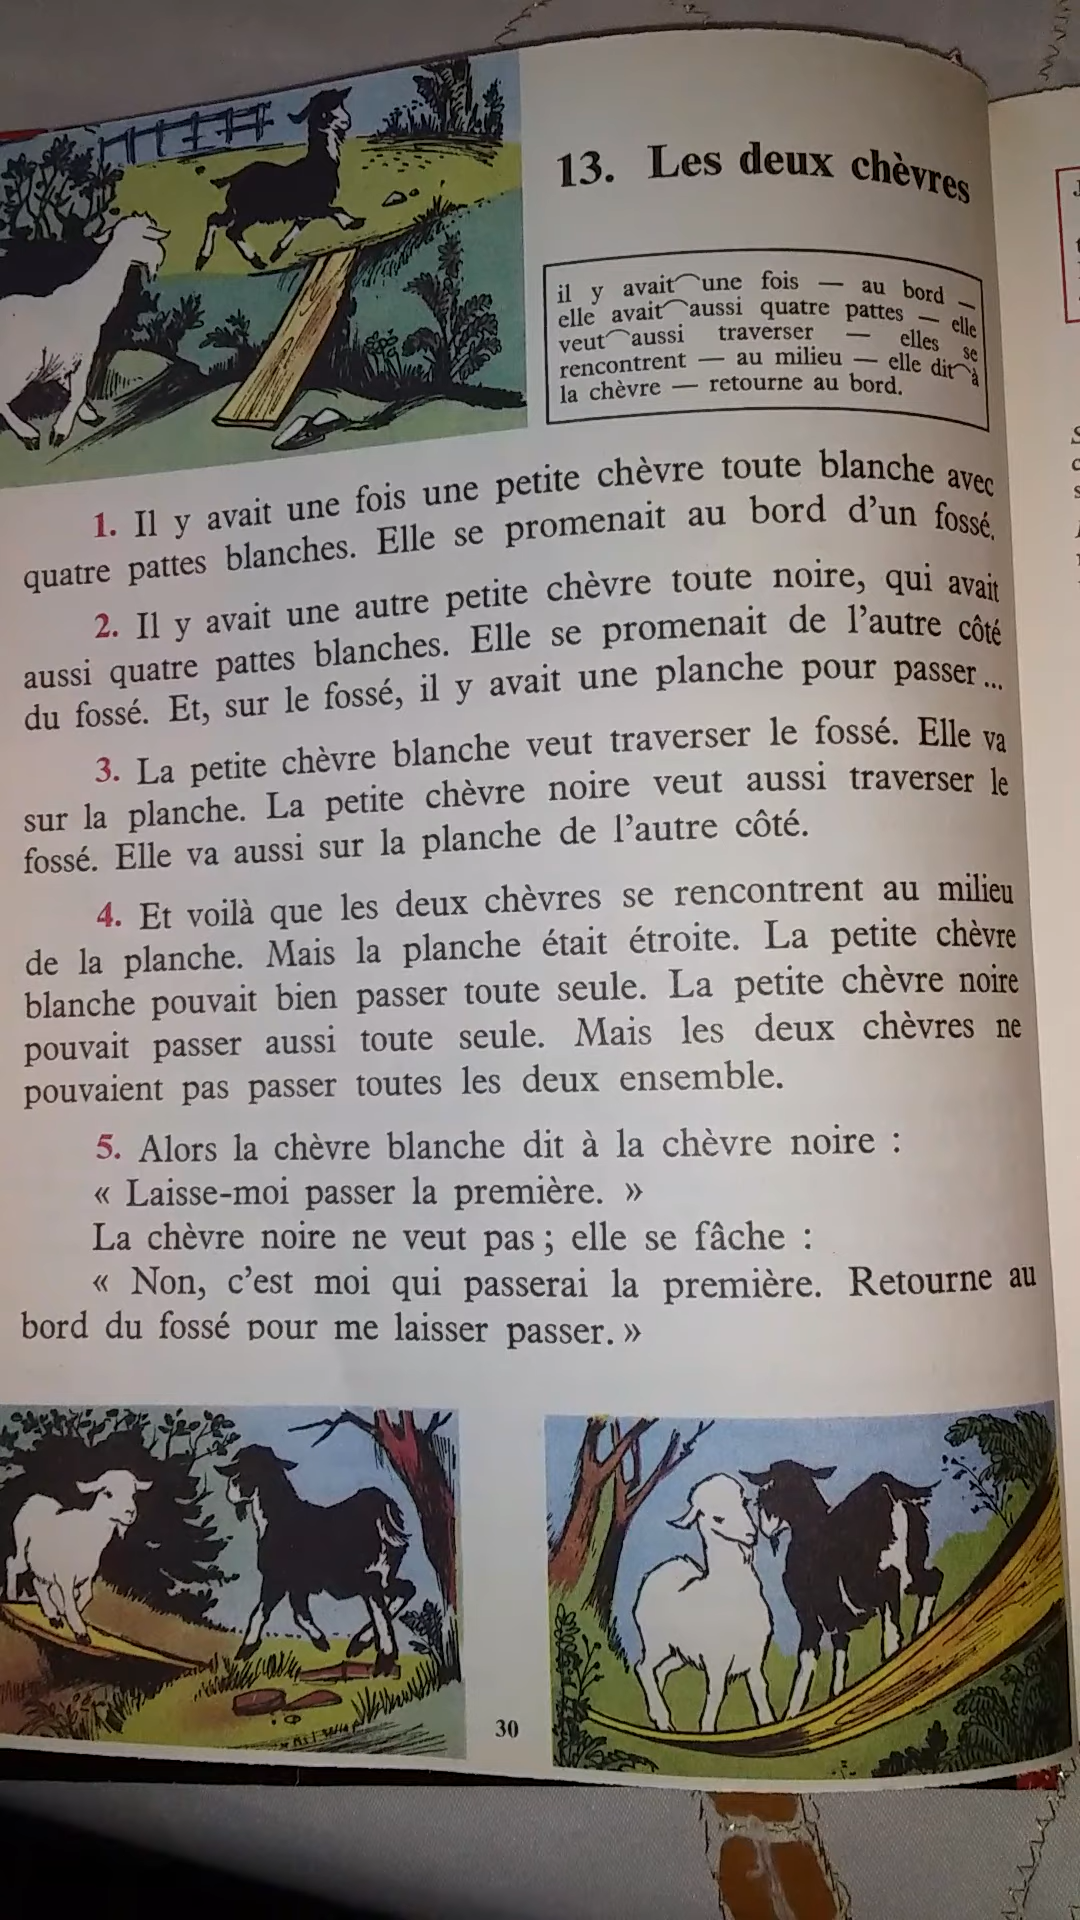 13. Les deux chèvres
il y avait une fois — au bord —
elle avait aussi quatre pattes — elle
veut aussi traverser — elles se
rencontrent — au milieu — elle dit à
la chèvre — retourne au bord.
1. Il y avait une fois une petite chèvre toute blanche avec
quatre pattes blanches. Elle se promenait au bord d'un fossé.
2. Il y avait une autre petite chèvre toute noire, qui avait
aussi quatre pattes blanches. Elle se promenait de l'autre côté
du fossé. Et, sur le fossé, il y avait une planche pour passer...
3. La petite chèvre blanche veut traverser le fossé. Elle va
sur la planche. La petite chèvre noire veut aussi traverser le
fossé. Elle va aussi sur la planche de l'autre côté.
4. Et voilà que les deux chèvres se rencontrent au milieu
de la planche. Mais la planche était étroite. La petite chèvre
blanche pouvait bien passer toute seule. La petite chèvre noire
pouvait passer aussi toute seule. Mais les deux chèvres ne
pouvaient pas passer toutes les deux ensemble.
5. Alors la chèvre blanche dit à la chèvre noire :
« Laisse-moi passer la première. »
La chèvre noire ne veut pas ; elle se fâche :
« Non, c'est moi qui passerai la première. Retourne au
bord du fossé pour me laisser passer. »
30